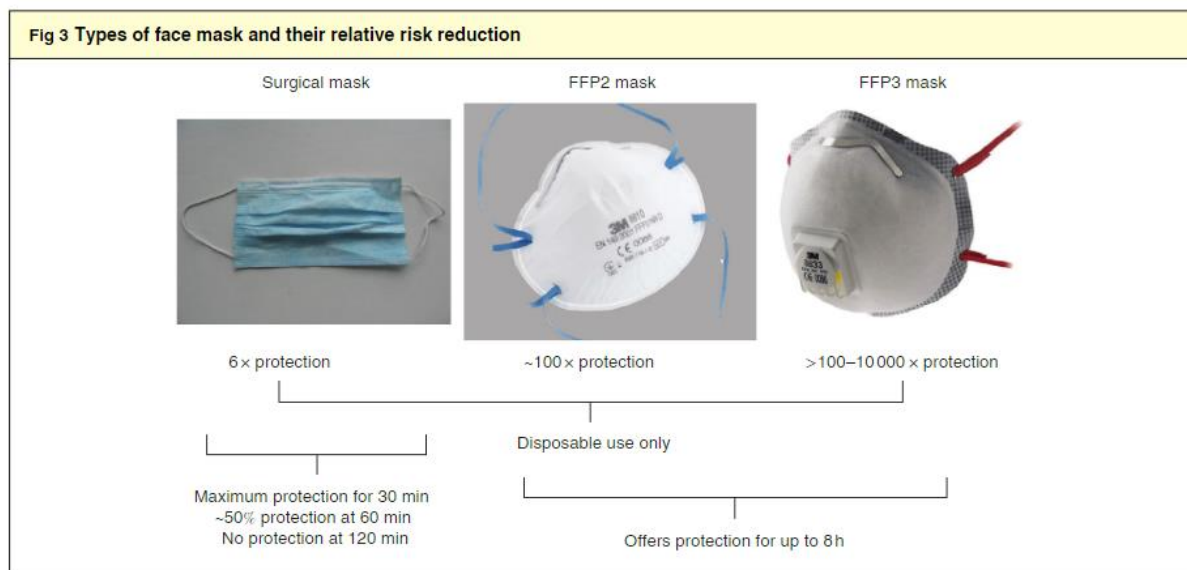 Fig 3 Types of face mask and their relative risk reduction
Surgical mask
FFP2 mask
FFP3 mask
3M 8810
3M
8833
6× protection
~100× protection
>100–10 000 × protection
Disposable use only
Maximum protection for 30 min
~50% protection at 60 min
No protection at 120 min
Offers protection for up to 8 h